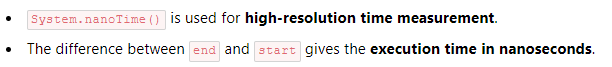 • System.nanoTime() is used for high-resolution time measurement.
• The difference between end and start gives the execution time in nanoseconds.